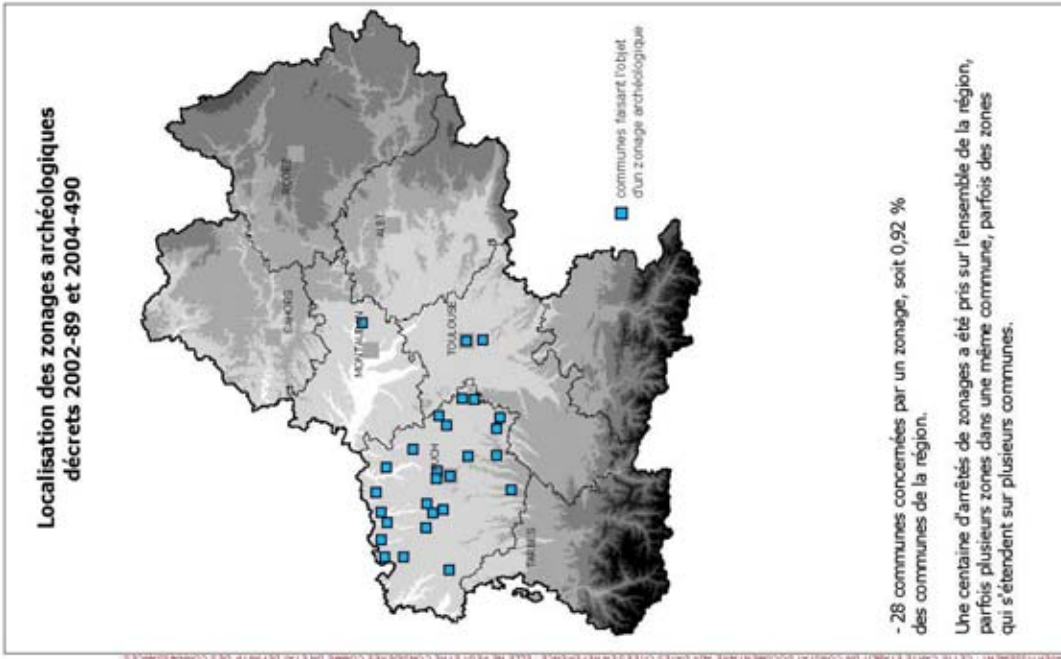 Localisation des zonages archéologiques
décrets 2002-89 et 2004-490
CAHORS
RODEZ
MONTAUBAN
ALBI
TOULOUSE
AUCH
TARBES
communes faisant l'objet
d'un zonage archéologique
- 28 communes concernées par un zonage, soit 0,92 %
des communes de la région.
Une centaine d'arrêtés de zonages a été pris sur l'ensemble de la région,
parfois plusieurs zones dans une même commune, parfois des zones
qui s'étendent sur plusieurs communes.